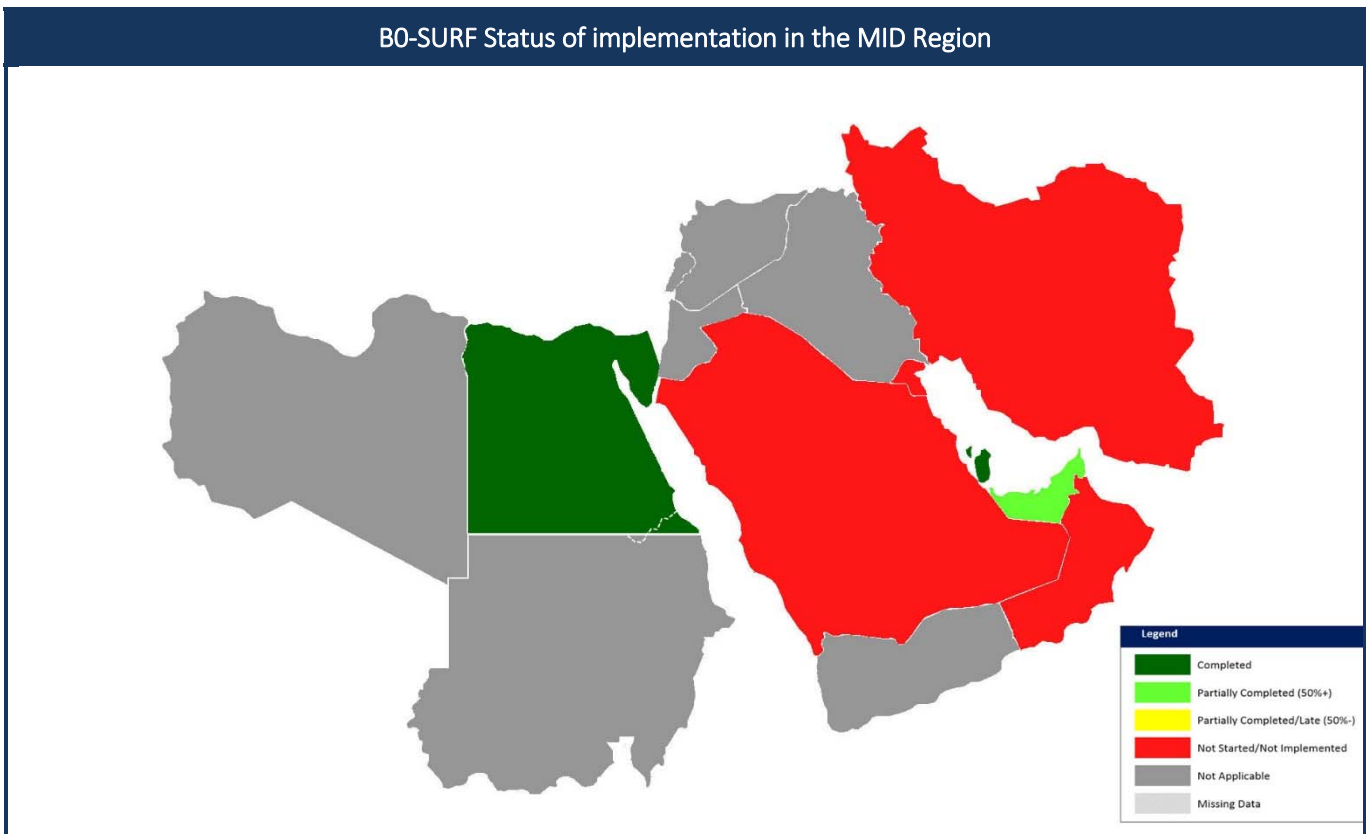 B0-SURF Status of implementation in the MID Region
Legend
Completed
Partially Completed (50%+)
Partially Completed/Late (50%-)
Not Started/Not Implemented
Not Applicable
Missing Data